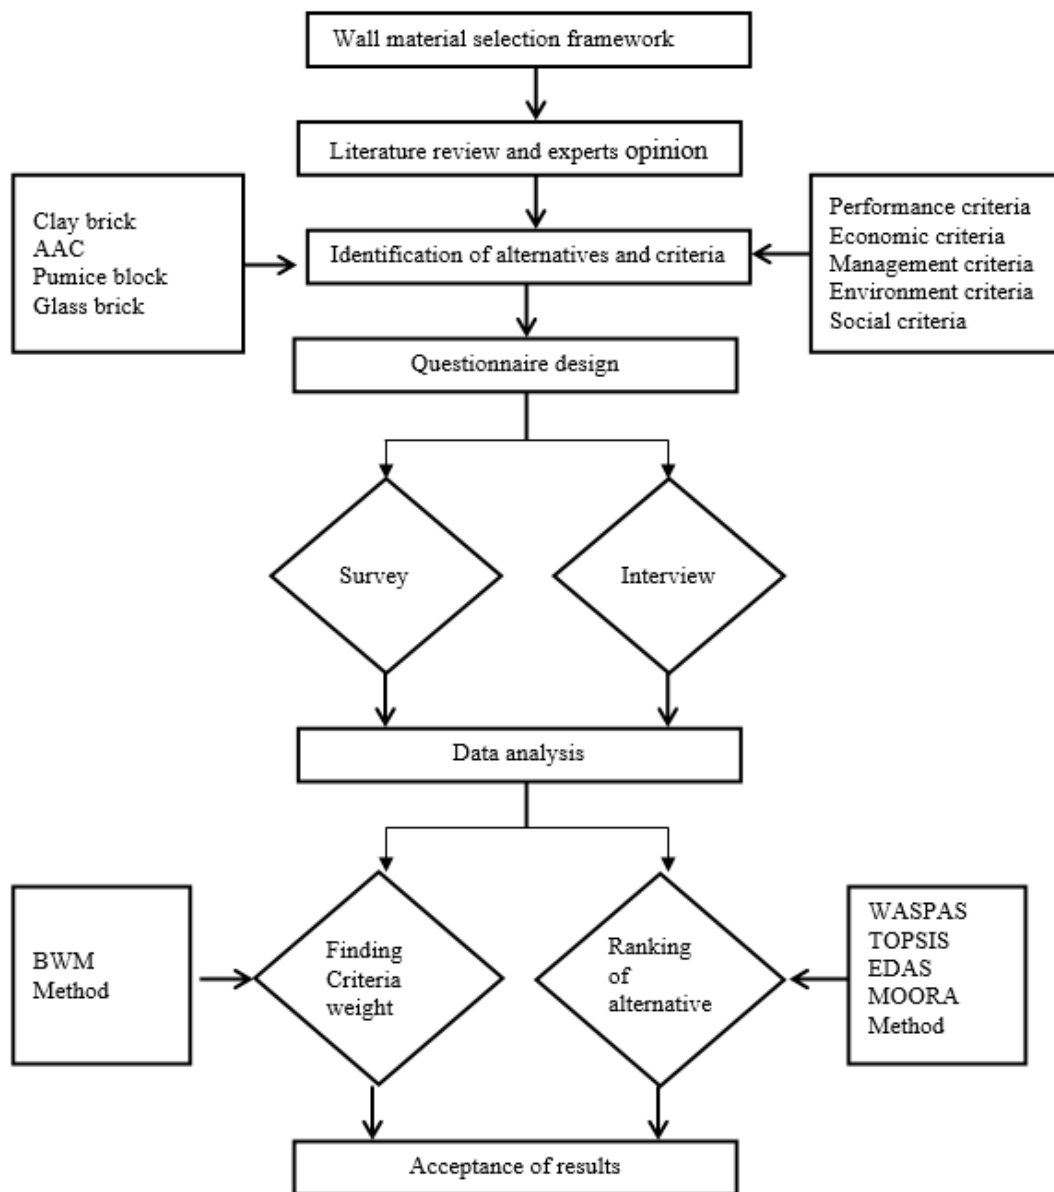 Wall material selection framework
Literature review and experts opinion
Clay brick
AAC
Pumice block
Glass brick
Identification of alternatives and criteria
Performance criteria
Economic criteria
Management criteria
Environment criteria
Social criteria
Questionnaire design
Survey
Interview
Data analysis
BWM
Method
Finding
Criteria
weight
Ranking
of
alternative
WASPAS
TOPSIS
EDAS
MOORA
Method
Acceptance of results